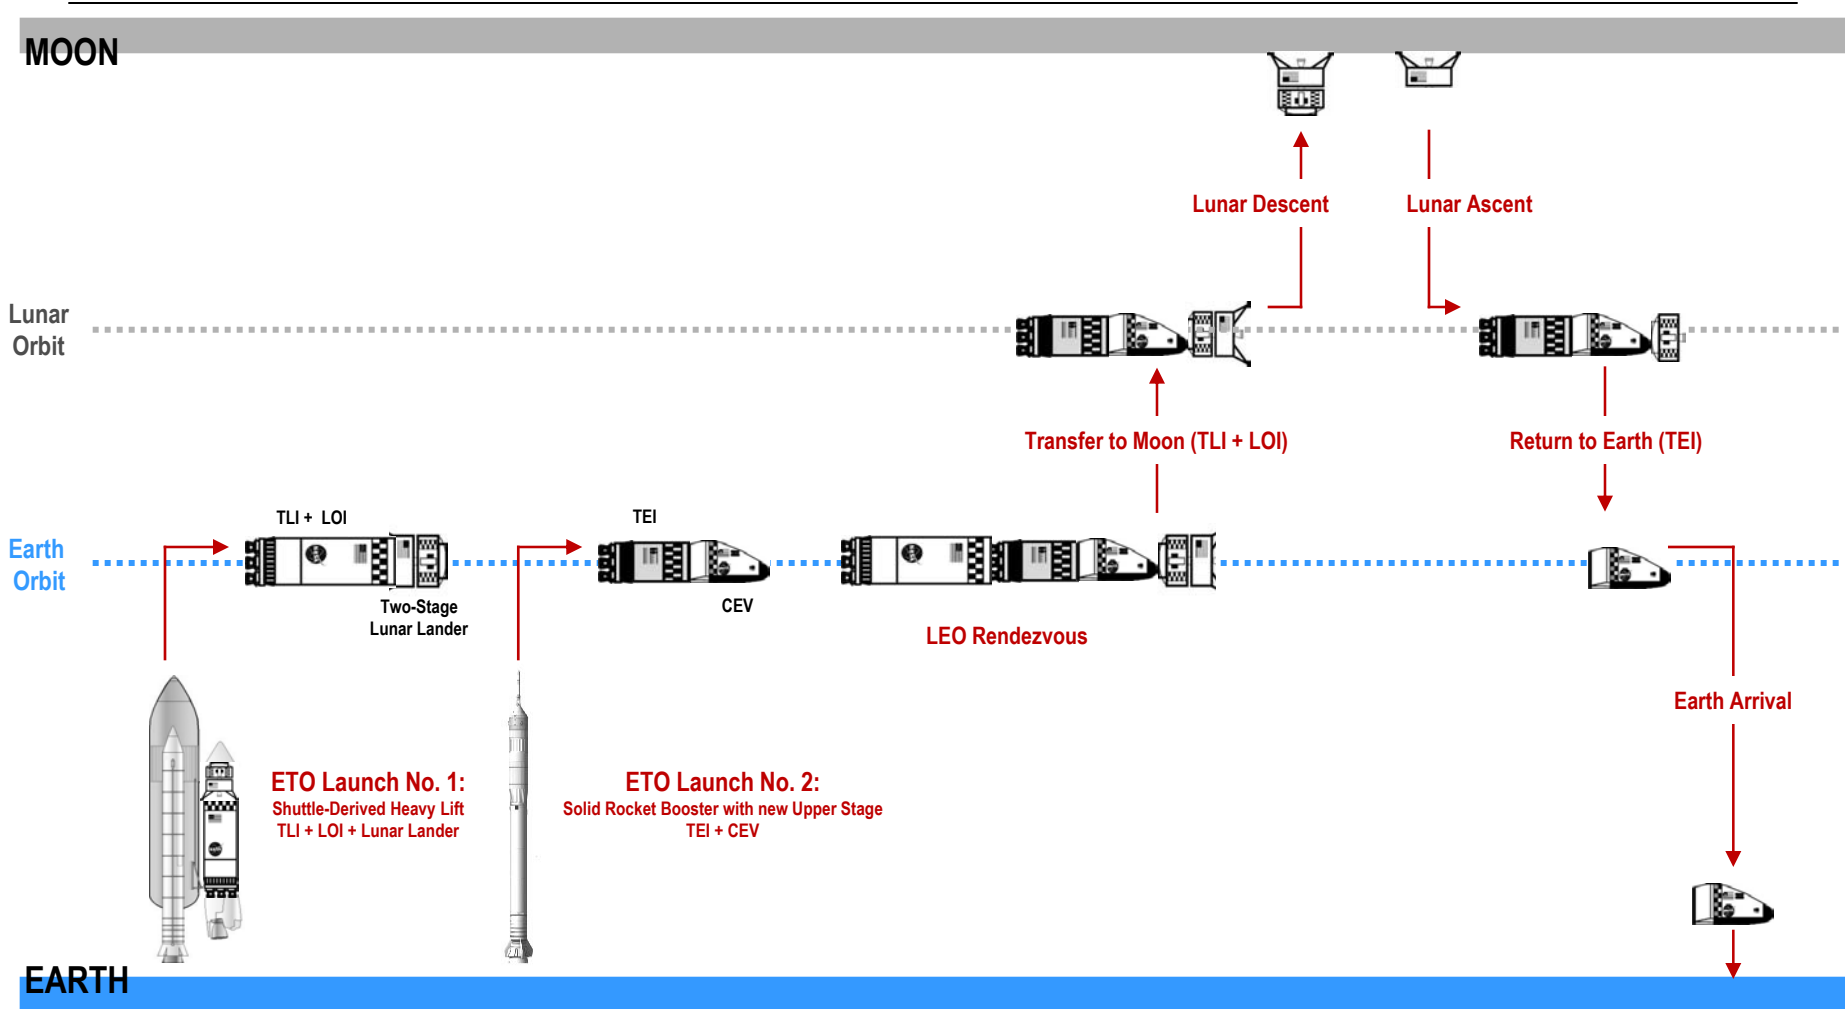 MOON
Lunar Descent
Lunar Ascent
Lunar
Orbit
Transfer to Moon (TLI + LOI)
Return to Earth (TEI)
TLI + LOI
TEI
Earth
Orbit
Two-Stage
Lunar Lander
CEV
LEO Rendezvous
Earth Arrival
ETO Launch No. 1:
Shuttle-Derived Heavy Lift
TLI + LOI + Lunar Lander
ETO Launch No. 2:
Solid Rocket Booster with new Upper Stage
TEI + CEV
EARTH